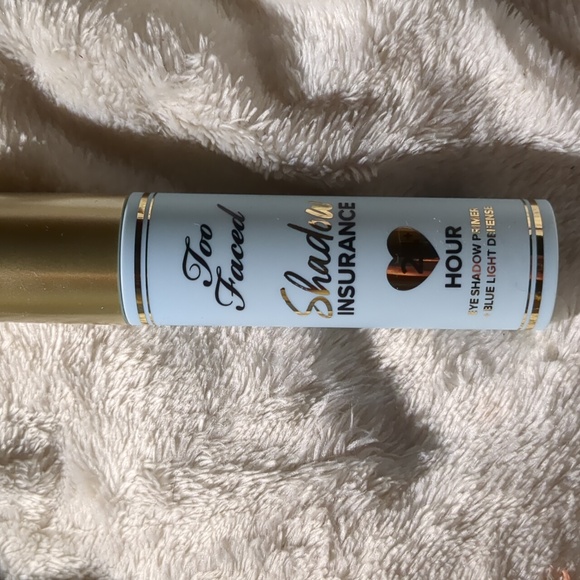 Too
Faced
Shadow
INSURANCE
HOUR
EYE SHADOW PRIMER
+ BLUE LIGHT DEFENSE